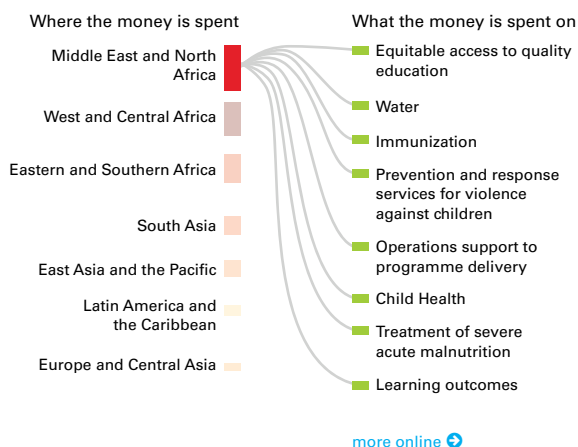 Where the money is spent
Middle East and North
Africa
West and Central Africa
Eastern and Southern Africa
South Asia
East Asia and the Pacific
Latin America and
the Caribbean
Europe and Central Asia
What the money is spent on
Equitable access to quality
education
Water
Immunization
Prevention and response
services for violence
against children
Operations support to
programme delivery
Child Health
Treatment of severe
acute malnutrition
Learning outcomes
more online